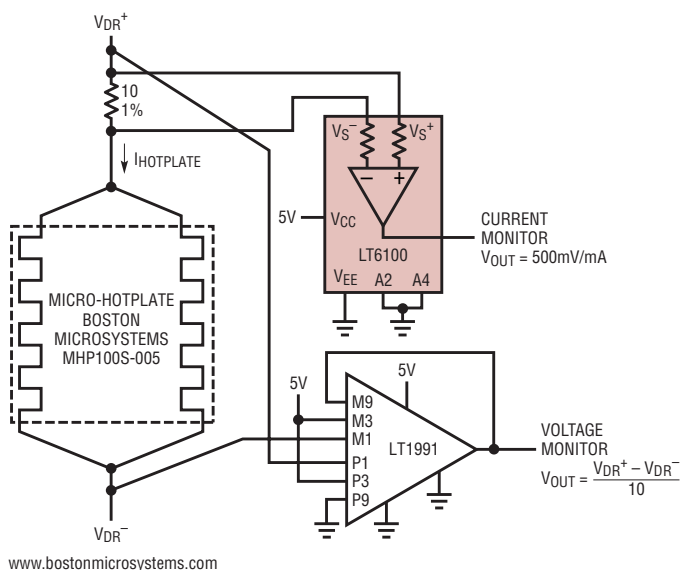 VDR+
10
1%
IHOTPLATE
MICRO-HOTPLATE
BOSTON
MICROSYSTEMS
MHP100S-005
VDR–
VS–
VS+
–
+
5V
VCC
LT6100
VEE
A2
A4
CURRENT
MONITOR
VOUT = 500mV/mA
5V
5V
M9
M3
M1
LT1991
P1
P3
P9
VOLTAGE
MONITOR
VOUT = VDR+ – VDR–
10
www.bostonmicrosystems.com